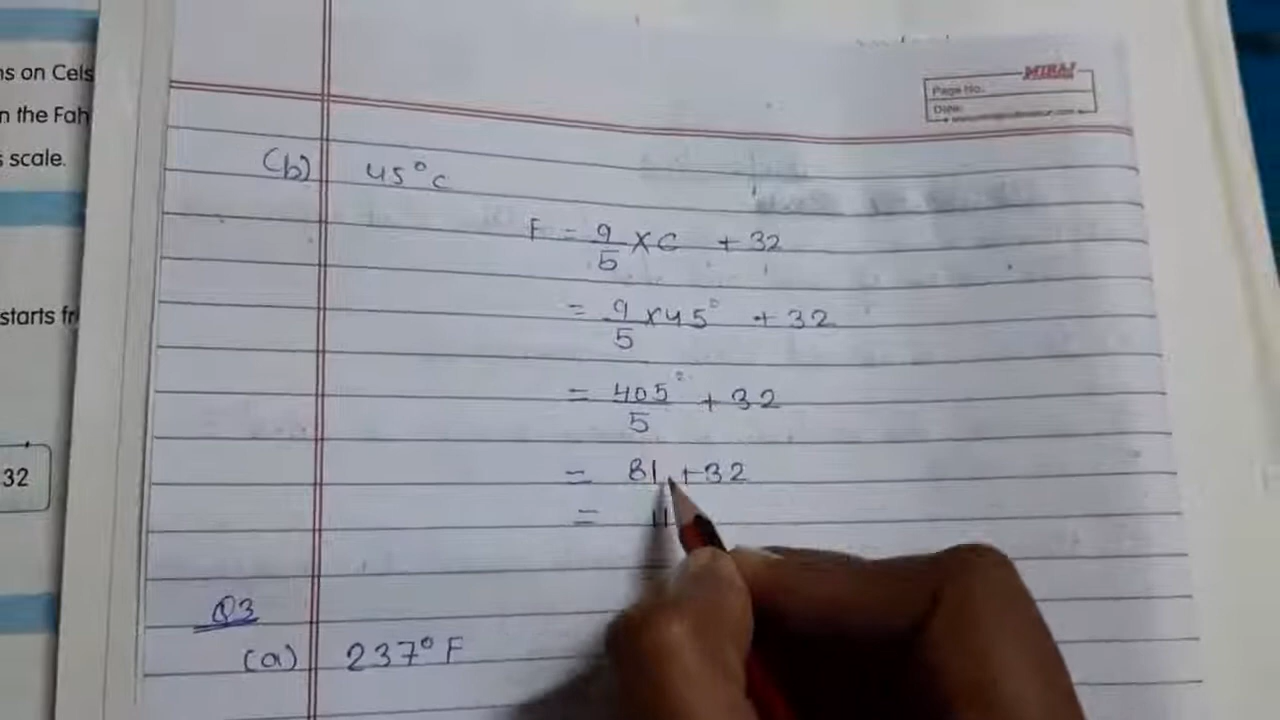 ns on Cels
n the Fah
s scale.
starts fr
32
MIRAJ
Page No.
Date:
(b) 45°C
F = 9/5 × C + 32
= 9/5 × 45° + 32
= 405°/5 + 32
= 81 + 32
= 11
Q3
(a) 237°F